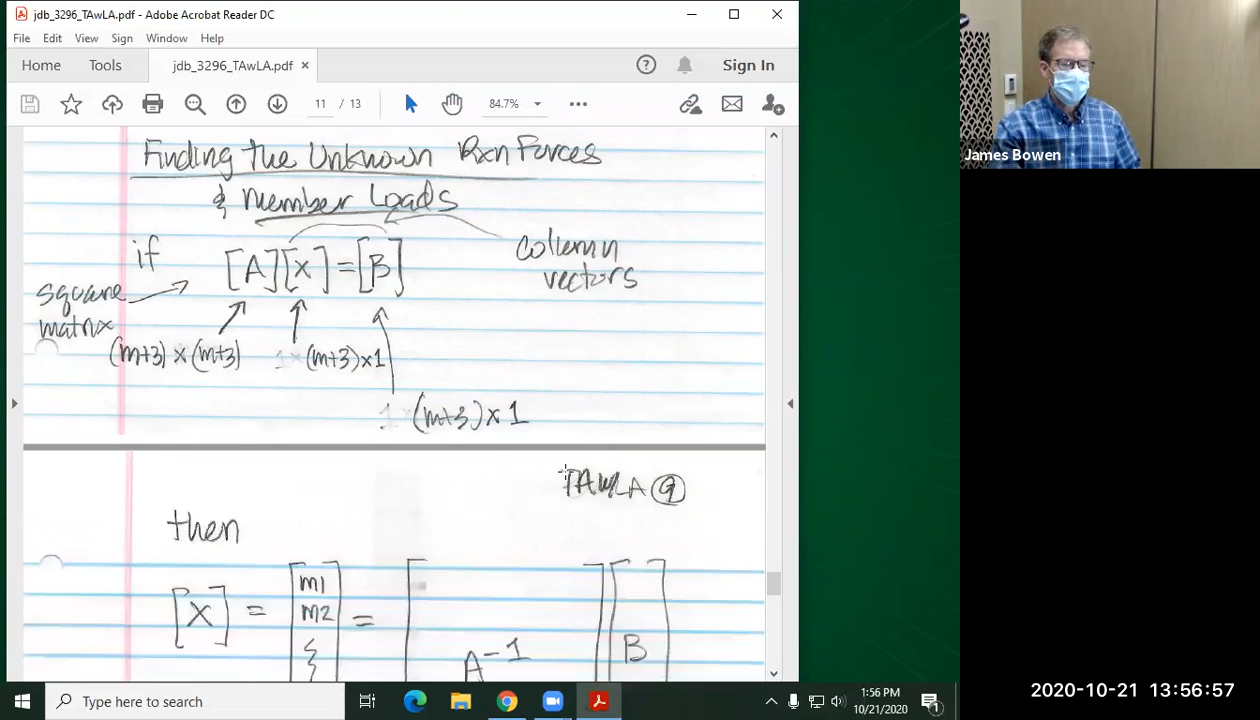 jdb_3296_TAwLA.pdf - Adobe Acrobat Reader DC
File Edit View Sign Window Help
Home Tools jdb_3296_TAwLA.pdf × Sign In
11 / 13 84.7%
Finding the Unknown Rxn Forces
& Member Loads
if [A][x] = [B] column vectors
square matrix
(m+3) x (m+3) (m+3) x 1
(m+3) x 1
TAwLA 9
then
[X] = [m1 m2 = [A-1] [B]
James Bowen
Type here to search
1:56 PM
10/21/2020
1
2020-10-21 13:56:57